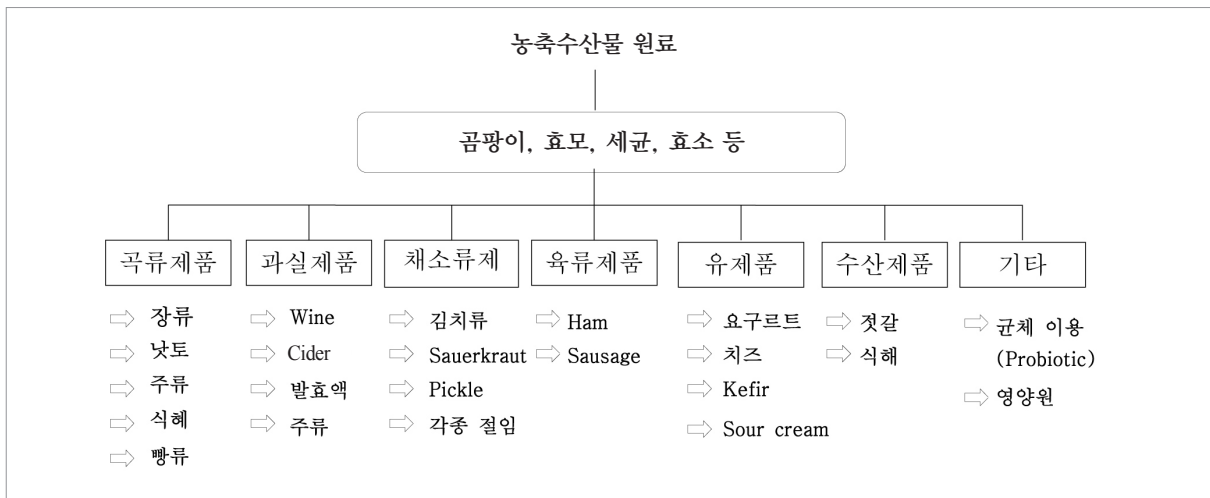 농축수산물 원료
곰팡이, 효모, 세균, 효소 등
곡류제품
과실제품
채소류제
육류제품
유제품
수산제품
기타
장류
낫토
주류
식혜
빵류
Wine
Cider
발효액
주류
김치류
Sauerkraut
Pickle
각종 절임
Ham
Sausage
요구르트
치즈
Kefir
Sour cream
젓갈
식해
균체 이용
(Probiotic)
영양원